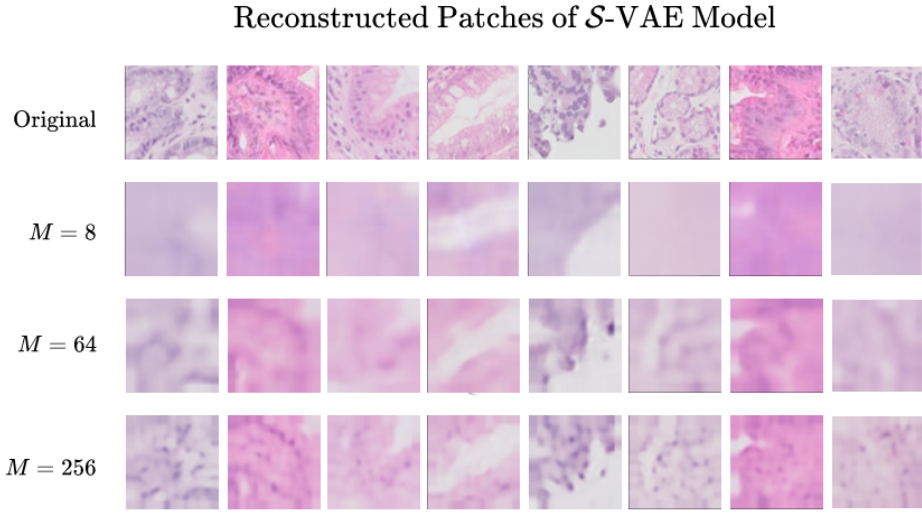 Reconstructed Patches of 𝒮-VAE Model
Original
M = 8
M = 64
M = 256